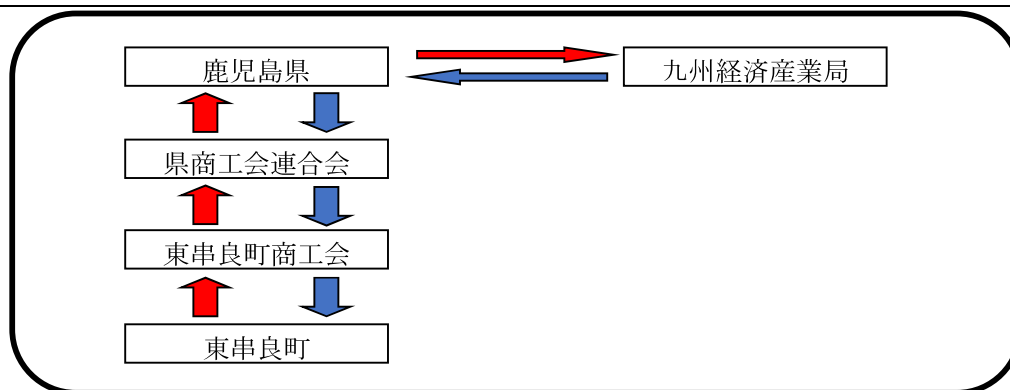 鹿児島県
九州経済産業局
県商工会連合会
東串良町商工会
東串良町